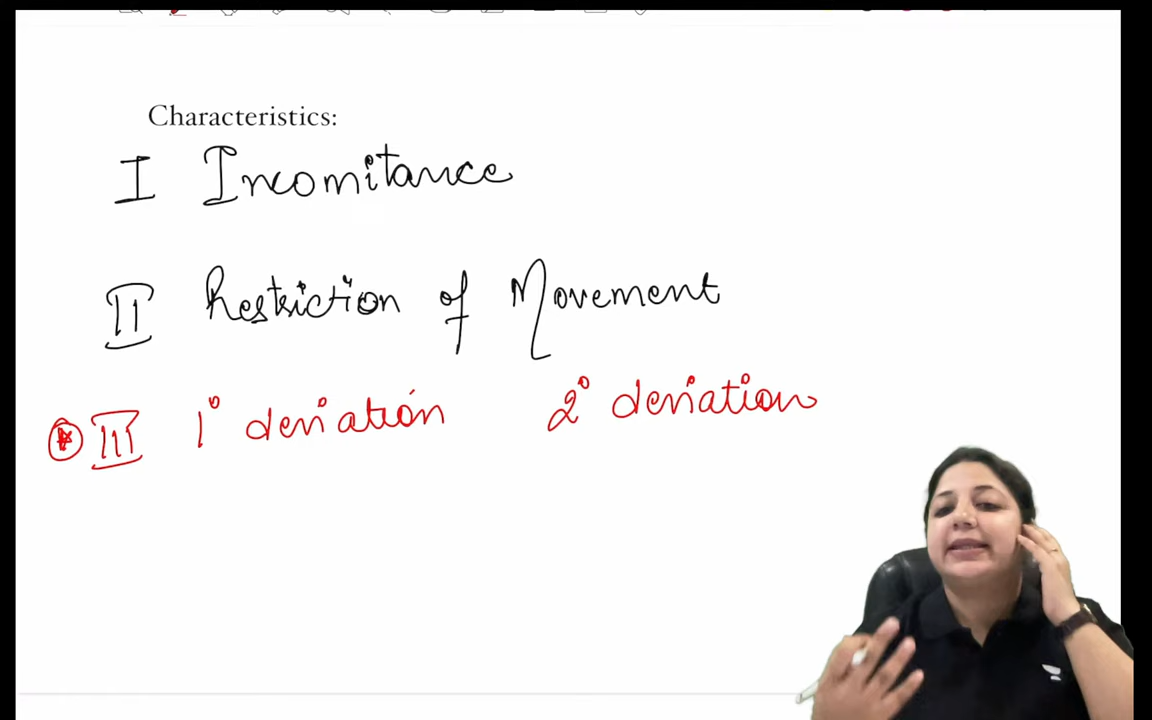 Characteristics:
I Incomitance
II Restriction of Movement
III 1° deviation 2° deviation